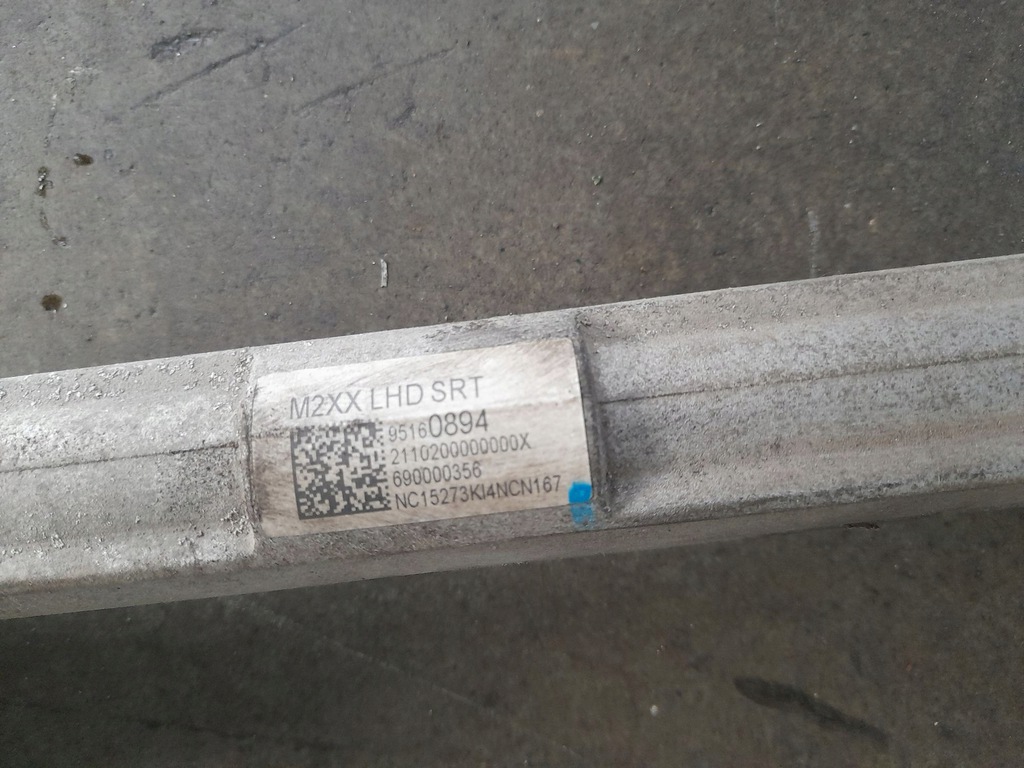 M2XX LHD SRT
95160894
2110200000000X
690000356
NC15273KI4NCN167